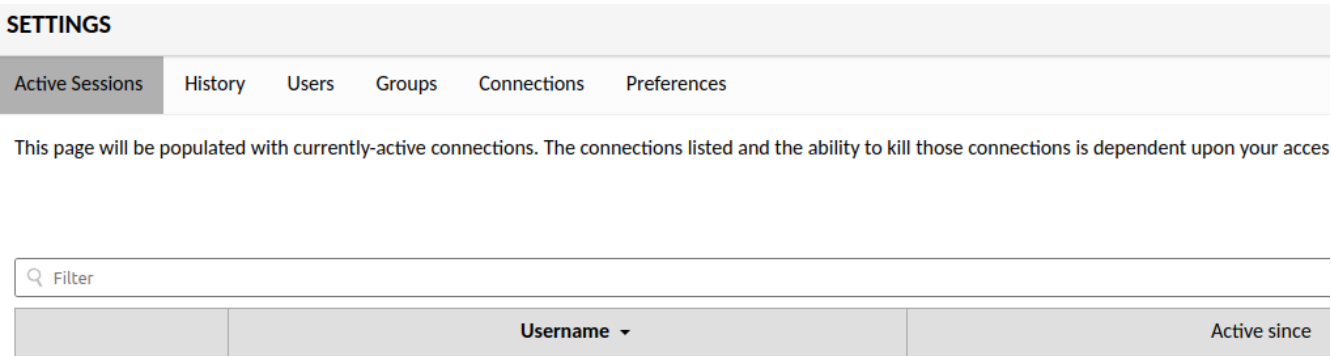 SETTINGS
Active Sessions History Users Groups Connections Preferences
This page will be populated with currently-active connections. The connections listed and the ability to kill those connections is dependent upon your acces
Filter
Username Active since